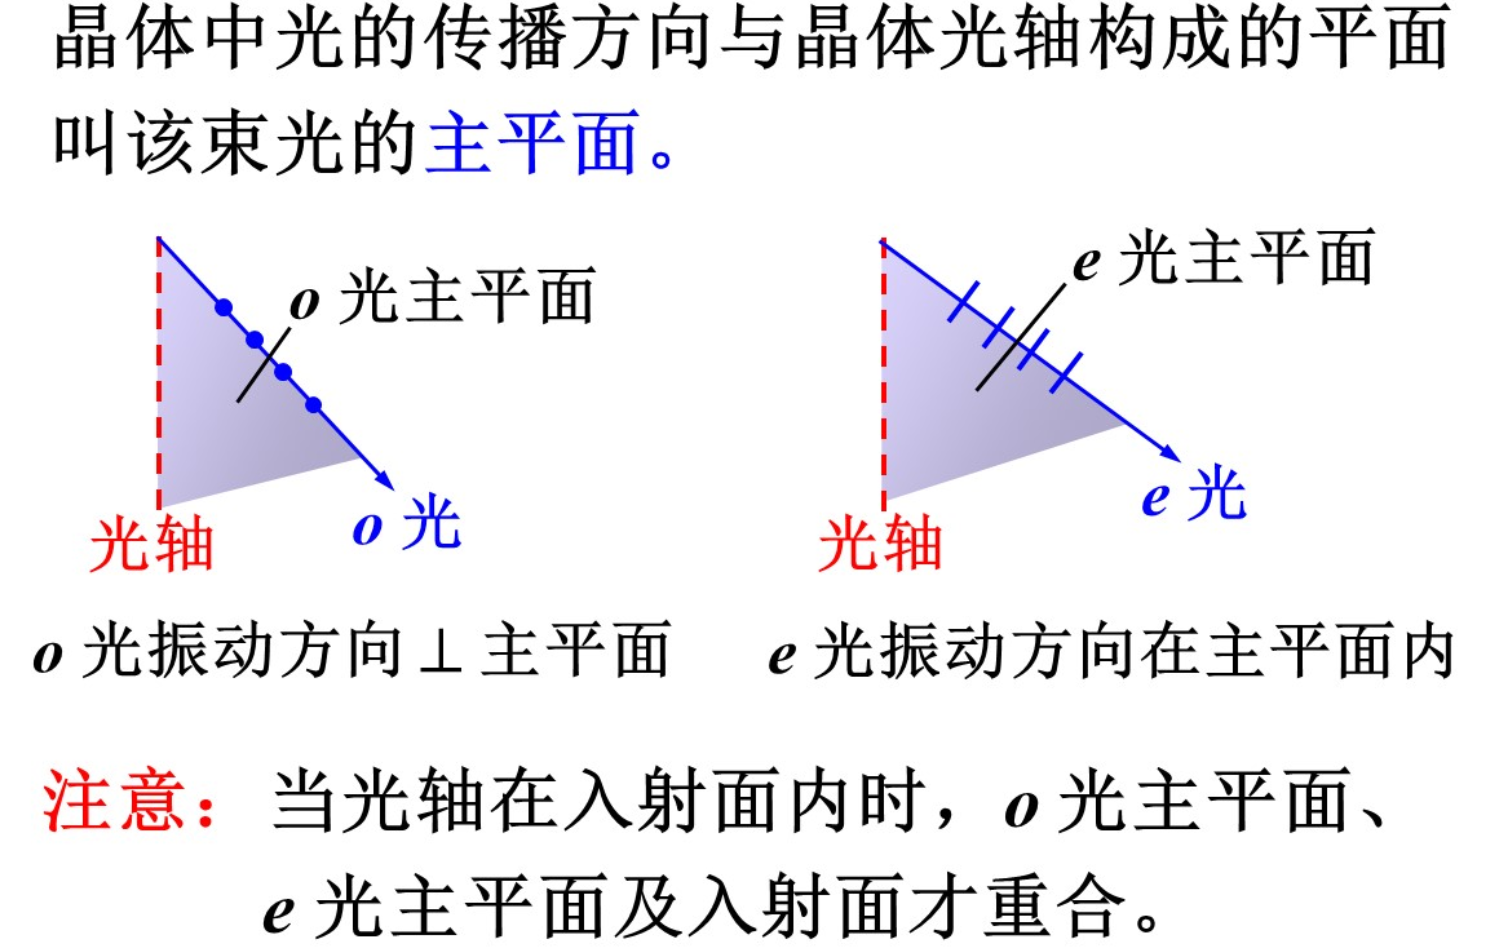 晶体中光的传播方向与晶体光轴构成的平面
叫该束光的主平面。
o 光主平面
e 光主平面
光轴
o 光
光轴
e 光
o 光振动方向⊥主平面
e 光振动方向在主平面内
注意：当光轴在入射面内时，o 光主平面、
e 光主平面及入射面才重合。